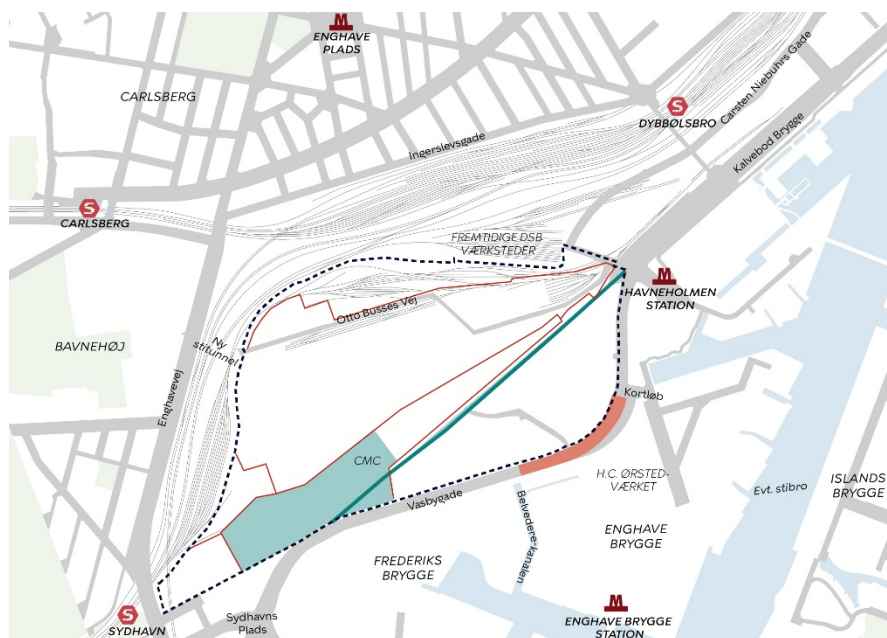 M
ENGHAVE
PLADS
CARLSBERG
S
DYBBØLSBRO
Carsten Niebuhrs Gade
Kalvebod Brygge
Ingerslevsgade
S
CARLSBERG
FREMTIDIGE DSB
VÆRKSTEDER
M
HAVNEHOLMEN
STATION
Otto Busses Vej
Ny
stitunnel
BAVNEHØJ
Enghavevej
Kortløb
CMC
H.C. ØRSTED-
VÆRKET
Evt. stibro
ISLANDS
BRYGGE
Vasbygade
Belvedere-kanalen
ENGHAVE
BRYGGE
FREDERIKS
BRYGGE
M
ENGHAVE BRYGGE
STATION
S
SYDHAVN
Sydhavns
Plads